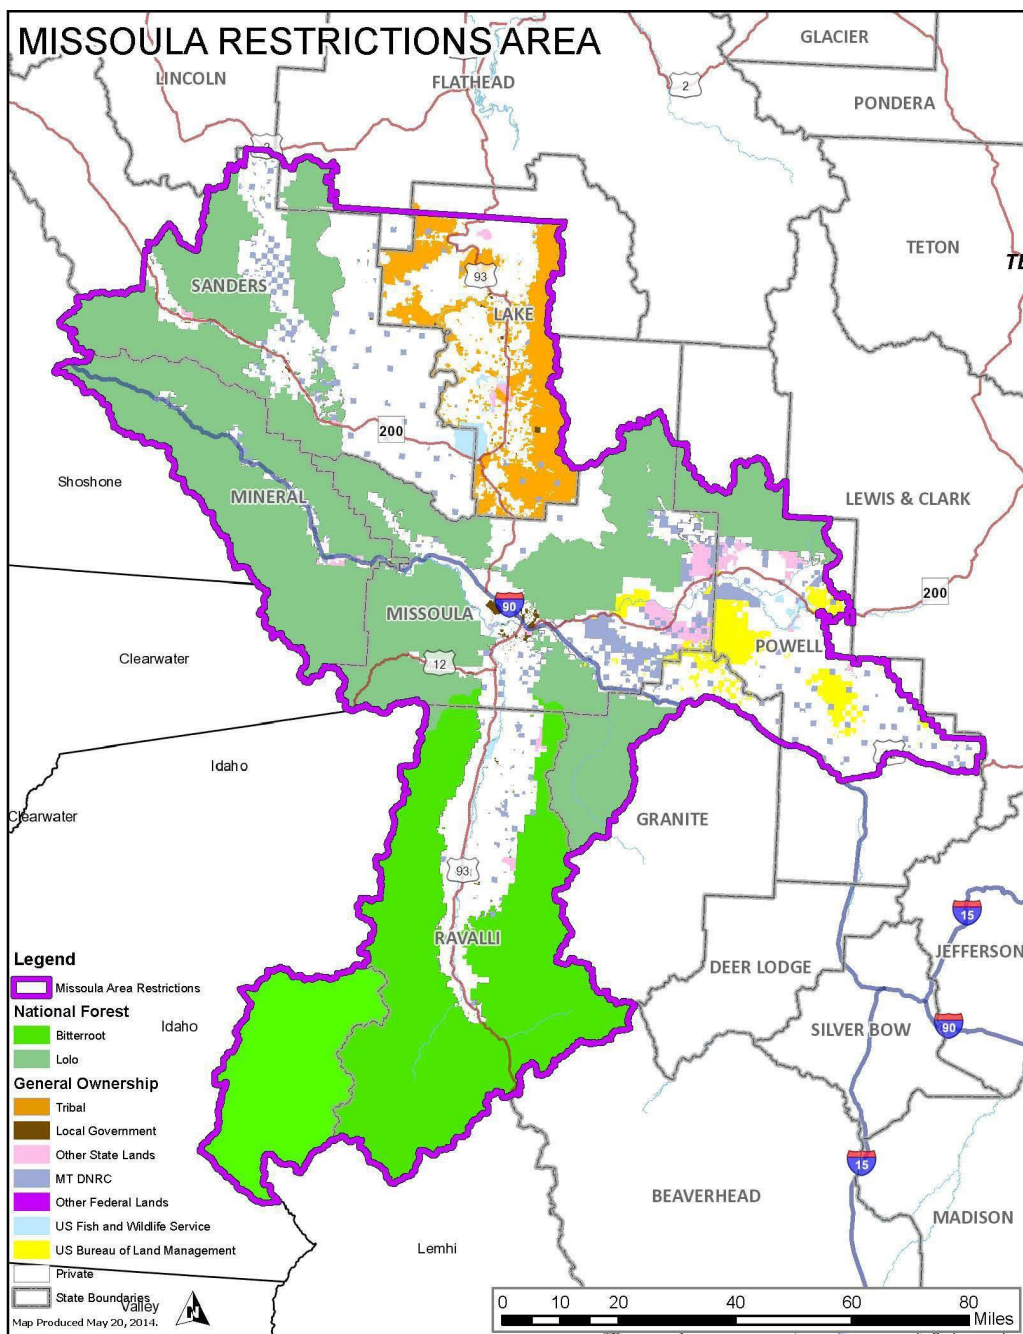 MISSOULA RESTRICTIONS AREA
GLACIER
LINCOLN
FLATHEAD
2
PONDERA
2
TETON
SANDERS
93
LAKE
200
Shoshone
MINERAL
LEWIS & CLARK
200
90
MISSOULA
POWELL
Clearwater
12
Idaho
Clearwater
GRANITE
93
15
RAVALLI
JEFFERSON
DEER LODGE
Legend
Missoula Area Restrictions
National Forest
Idaho
Bitterroot
Lolo
SILVER BOW
90
General Ownership
Tribal
Local Government
Other State Lands
MT DNRC
Other Federal Lands
US Fish and Wildlife Service
US Bureau of Land Management
Private
State Boundaries
15
BEAVERHEAD
MADISON
Lemhi
Valley
N
Map Produced May 20, 2014.
0 10 20 40 60 80
Miles